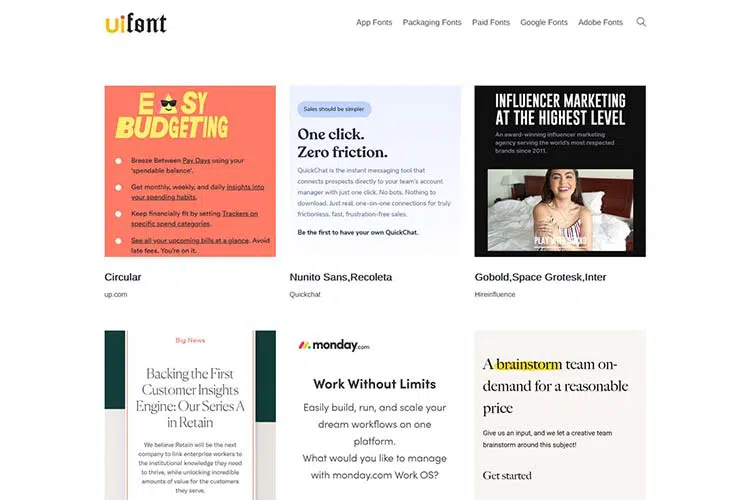 uifont
App Fonts Packaging Fonts Paid Fonts Google Fonts Adobe Fonts
EASY
BUDGETING
Breeze Between Pay Days using your
'spendable balance'.
Get monthly, weekly, and daily insights into
your spending habits.
Keep financially fit by setting Trackers on
specific spend categories.
See all your upcoming bills at a glance. Avoid
late fees. You're on it.
Circular
up.com
Sales should be simpler
One click.
Zero friction.
QuickChat is the instant messaging tool that
connects prospects directly to your team's account
manager with just one click. No bots. Nothing to
download. Just real, one-on-one connections for truly
frictionless, fast, frustration-free sales.
Be the first to have your own QuickChat.
Nunito Sans,Recoleta
Quickchat
INFLUENCER MARKETING
AT THE HIGHEST LEVEL
An award-winning influencer marketing
agency serving the world's most respected
brands since 2011.
Gobold,Space Grotesk,Inter
Hireinfluence
Big News
Backing the First
Customer Insights
Engine: Our Series A
in Retain
We believe Retain will be the next
company to link enterprise workers to
the institutional knowledge they need
to thrive, while unlocking incredible
amounts of value for the customers
they serve.
monday.com
Work Without Limits
Easily build, run, and scale your
dream workflows on one
platform.
What would you like to manage
with monday.com Work OS?
A brainstorm team on-
demand for a reasonable
price
Give us an input, and we let a creative team
brainstorm around this subject!
Get started